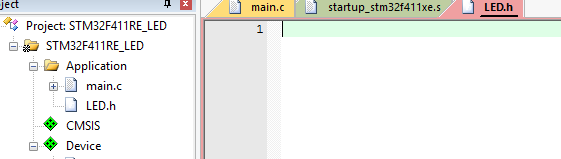 ject
main.c
startup_stm32f411xe.s
LED.h
Project: STM32F411RE_LED
STM32F411RE_LED
Application
main.c
LED.h
CMSIS
Device
1